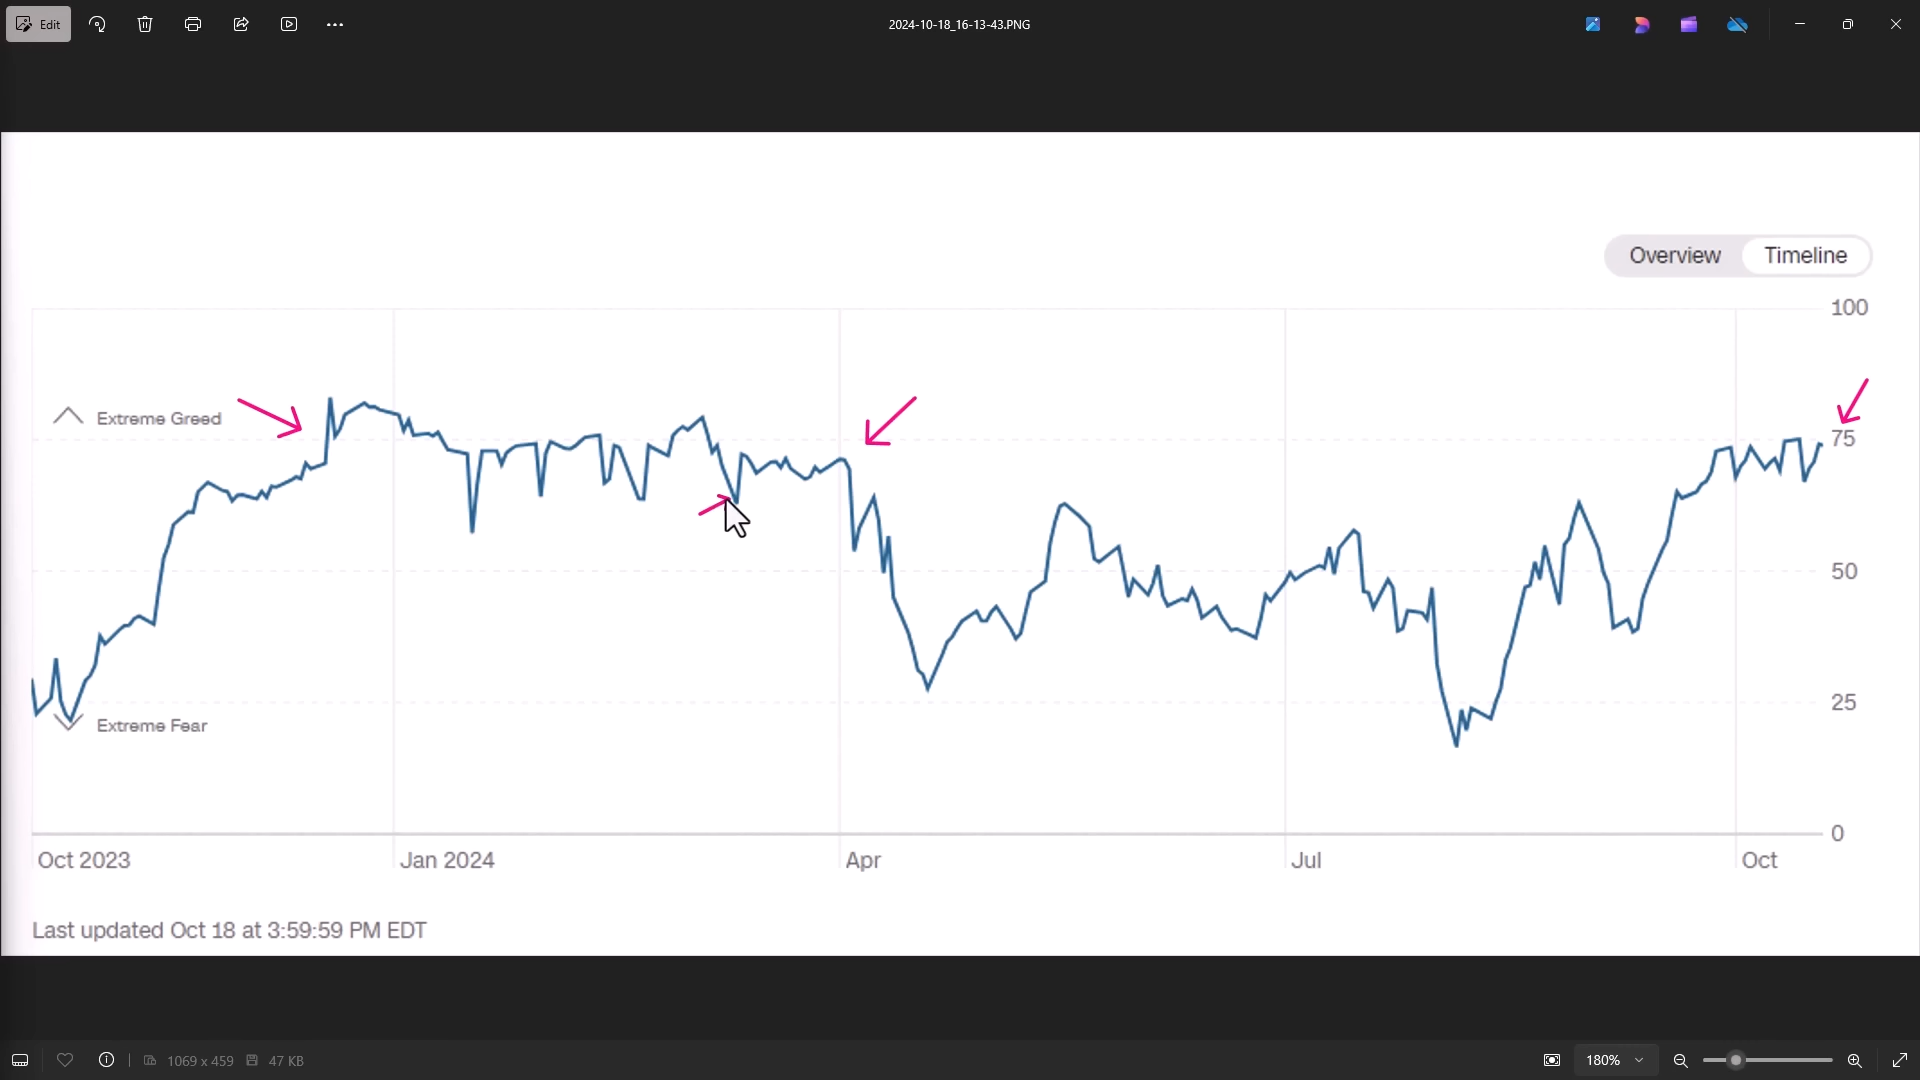 Edit
2024-10-18_16-13-43.PNG
Overview
Timeline
100
Extreme Greed
75
50
25
Extreme Fear
0
Oct 2023
Jan 2024
Apr
Jul
Oct
Last updated Oct 18 at 3:59:59 PM EDT
1069 x 459
47 KB
180%